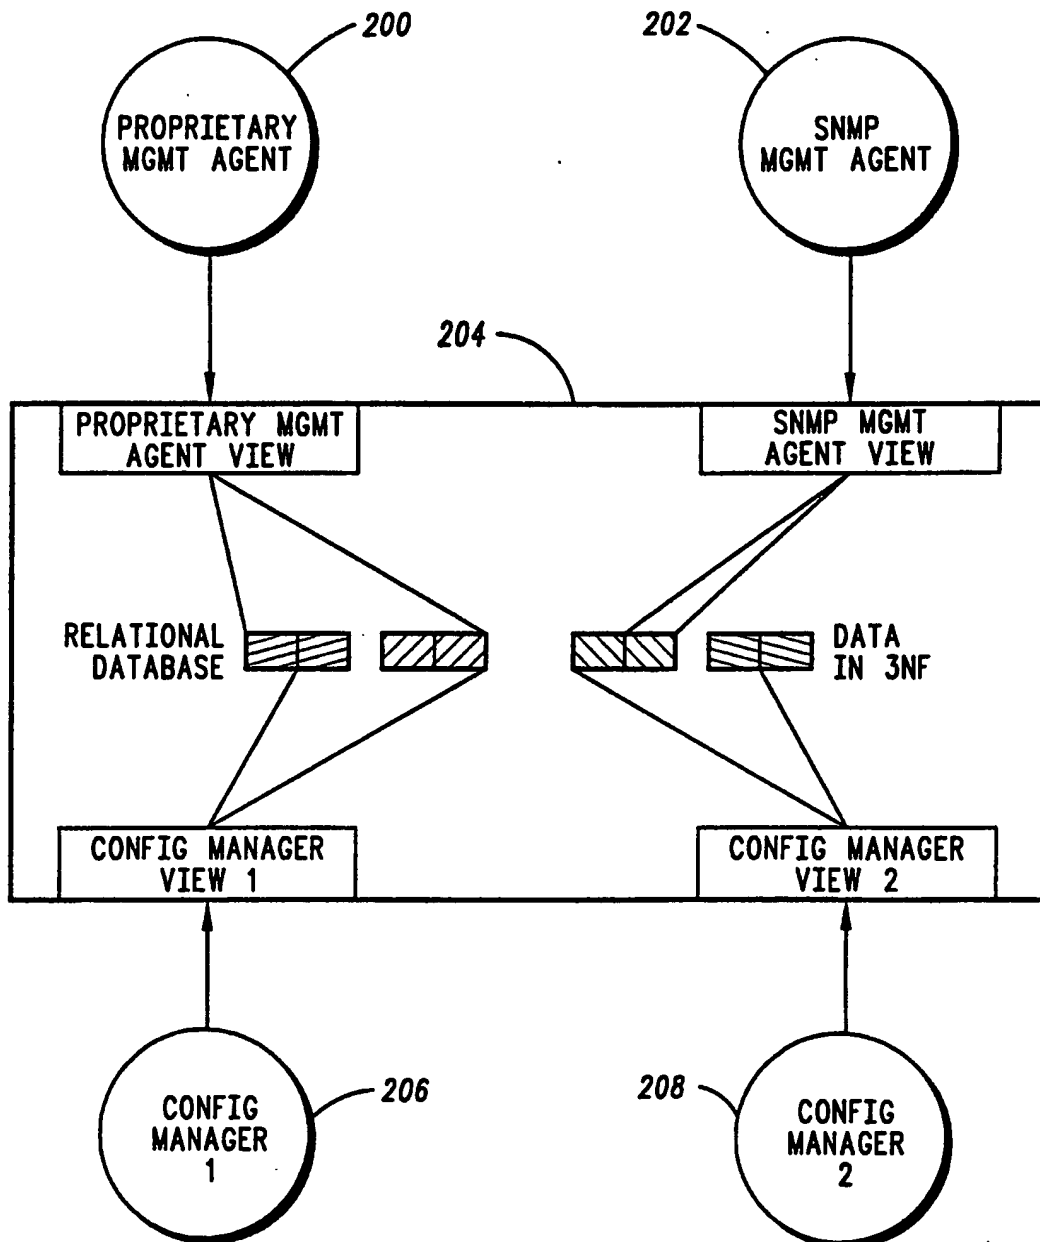 200
202
PROPRIETARY
MGMT AGENT
SNMP
MGMT AGENT
204
PROPRIETARY MGMT
AGENT VIEW
SNMP MGMT
AGENT VIEW
RELATIONAL
DATABASE
DATA
IN 3NF
CONFIG MANAGER
VIEW 1
CONFIG MANAGER
VIEW 2
206
208
CONFIG
MANAGER
1
CONFIG
MANAGER
2